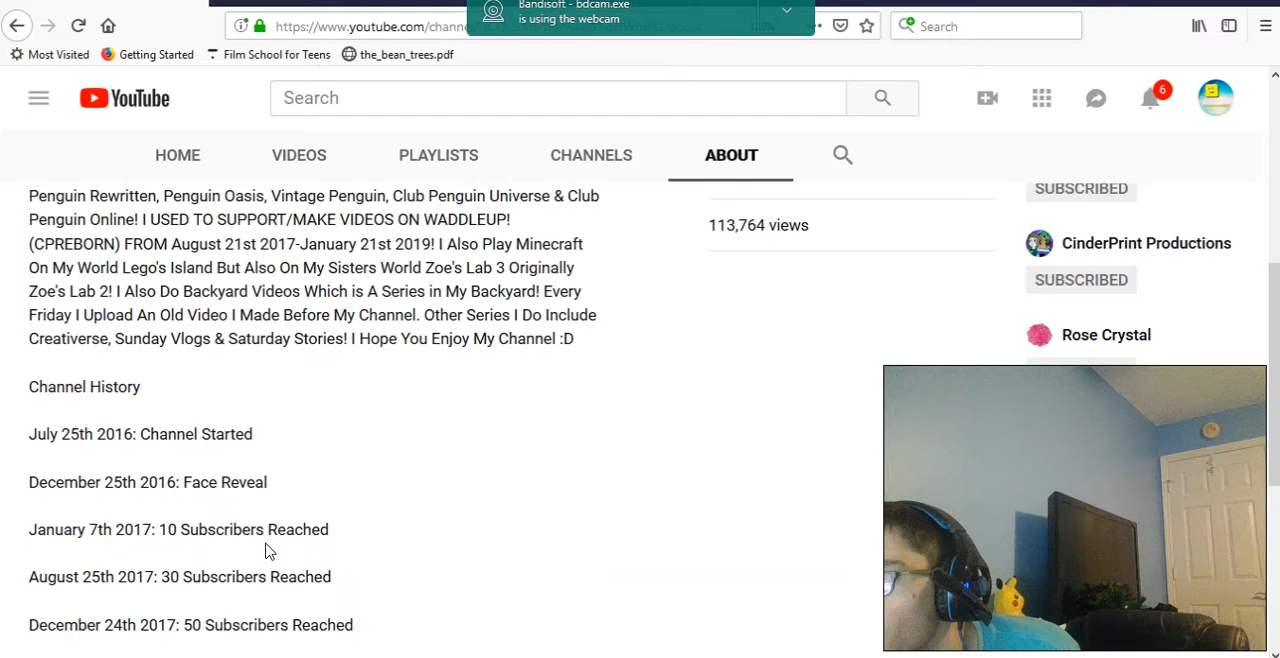 Bandisoft - bdcam.exe
is using the webcam
https://www.youtube.com/channe
Search
Most Visited
Getting Started
Film School for Teens
the_bean_trees.pdf
YouTube
Search
6
HOME
VIDEOS
PLAYLISTS
CHANNELS
ABOUT
Penguin Rewritten, Penguin Oasis, Vintage Penguin, Club Penguin Universe & Club
Penguin Online! I USED TO SUPPORT/MAKE VIDEOS ON WADDLEUP!
(CPREBORN) FROM August 21st 2017-January 21st 2019! I Also Play Minecraft
On My World Lego's Island But Also On My Sisters World Zoe's Lab 3 Originally
Zoe's Lab 2! I Also Do Backyard Videos Which is A Series in My Backyard! Every
Friday I Upload An Old Video I Made Before My Channel. Other Series I Do Include
Creativerse, Sunday Vlogs & Saturday Stories! I Hope You Enjoy My Channel :D
Channel History
July 25th 2016: Channel Started
December 25th 2016: Face Reveal
January 7th 2017: 10 Subscribers Reached
August 25th 2017: 30 Subscribers Reached
December 24th 2017: 50 Subscribers Reached
113,764 views
SUBSCRIBED
CinderPrint Productions
SUBSCRIBED
Rose Crystal